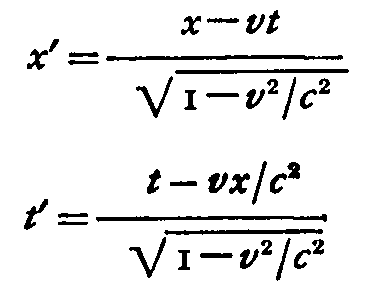 x′ = (x − vt) / √(1 − v²/c²)
t′ = (t − vx/c²) / √(1 − v²/c²)